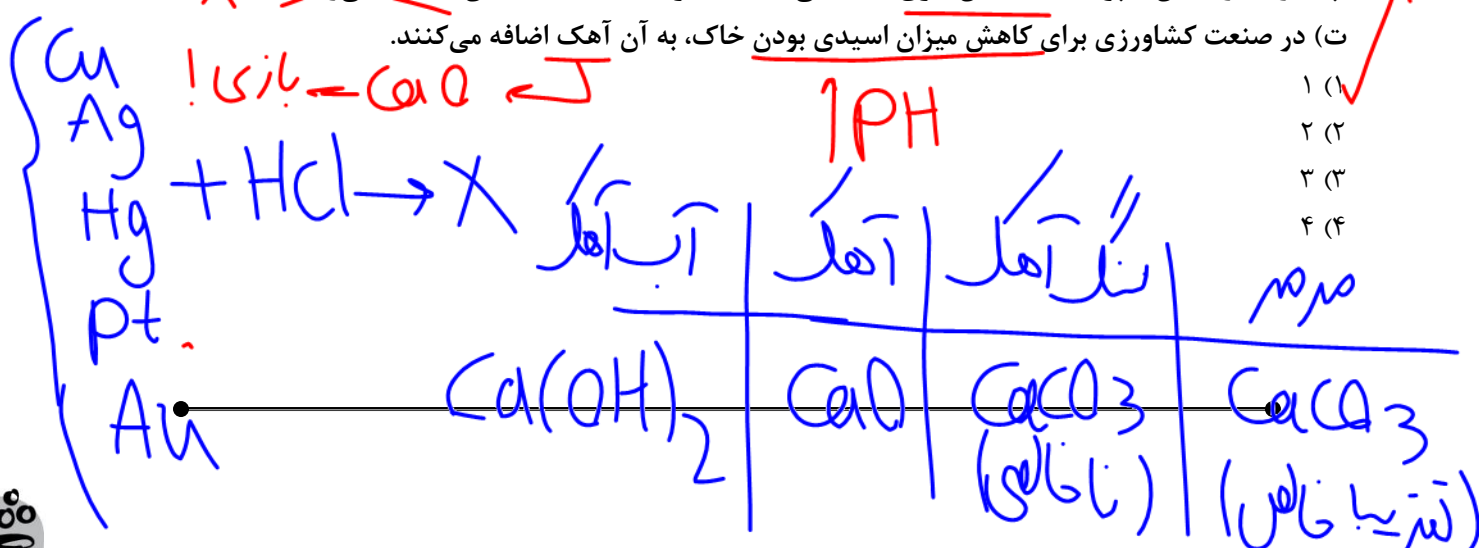 ت) در صنعت کشاورزی برای کاهش میزان اسیدی بودن خاک، به آن آهک اضافه می‌کنند.
۱) ۱
۲) ۲
۳) ۳
۴) ۴
CaO ← بازی!
↑PH
Cu
Ag
Hg
Pt
Au
+ HCl → X
مرمر | سنگ آهک | آهک | آب آهک
CaCO3 | CaCO3 | CaO | Ca(OH)2
(تقریبا خالص) | (ناخالص)